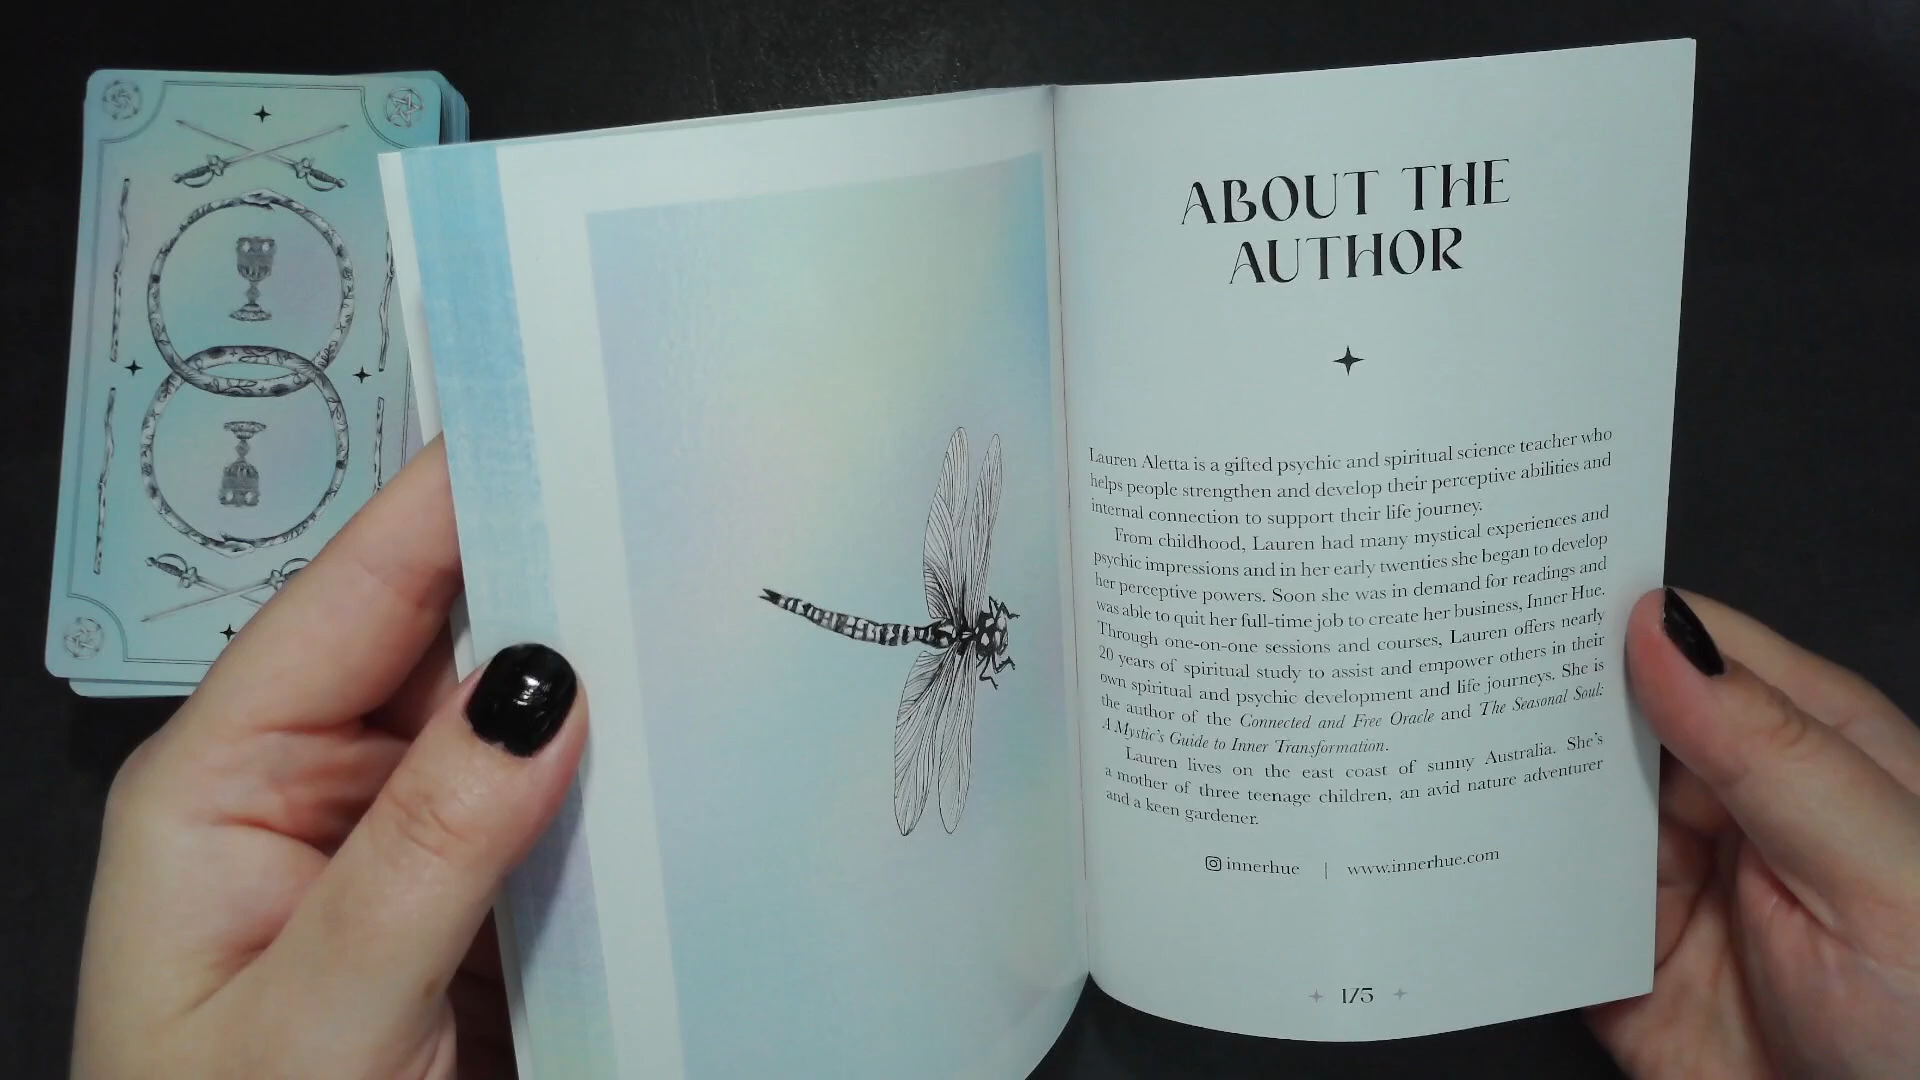 ABOUT THE
AUTHOR
Lauren Aletta is a gifted psychic and spiritual science teacher who
helps people strengthen and develop their perceptive abilities and
internal connection to support their life journey.
From childhood, Lauren had many mystical experiences and
psychic impressions and in her early twenties she began to develop
her perceptive powers. Soon she was in demand for readings and
was able to quit her full-time job to create her business, Inner Hue.
Through one-on-one sessions and courses, Lauren offers nearly
20 years of spiritual study to assist and empower others in their
own spiritual and psychic development and life journeys. She is
the author of the Connected and Free Oracle and The Seasonal Soul:
A Mystic's Guide to Inner Transformation.
Lauren lives on the east coast of sunny Australia. She's
a mother of three teenage children, an avid nature adventurer
and a keen gardener.
innerhue | www.innerhue.com
175